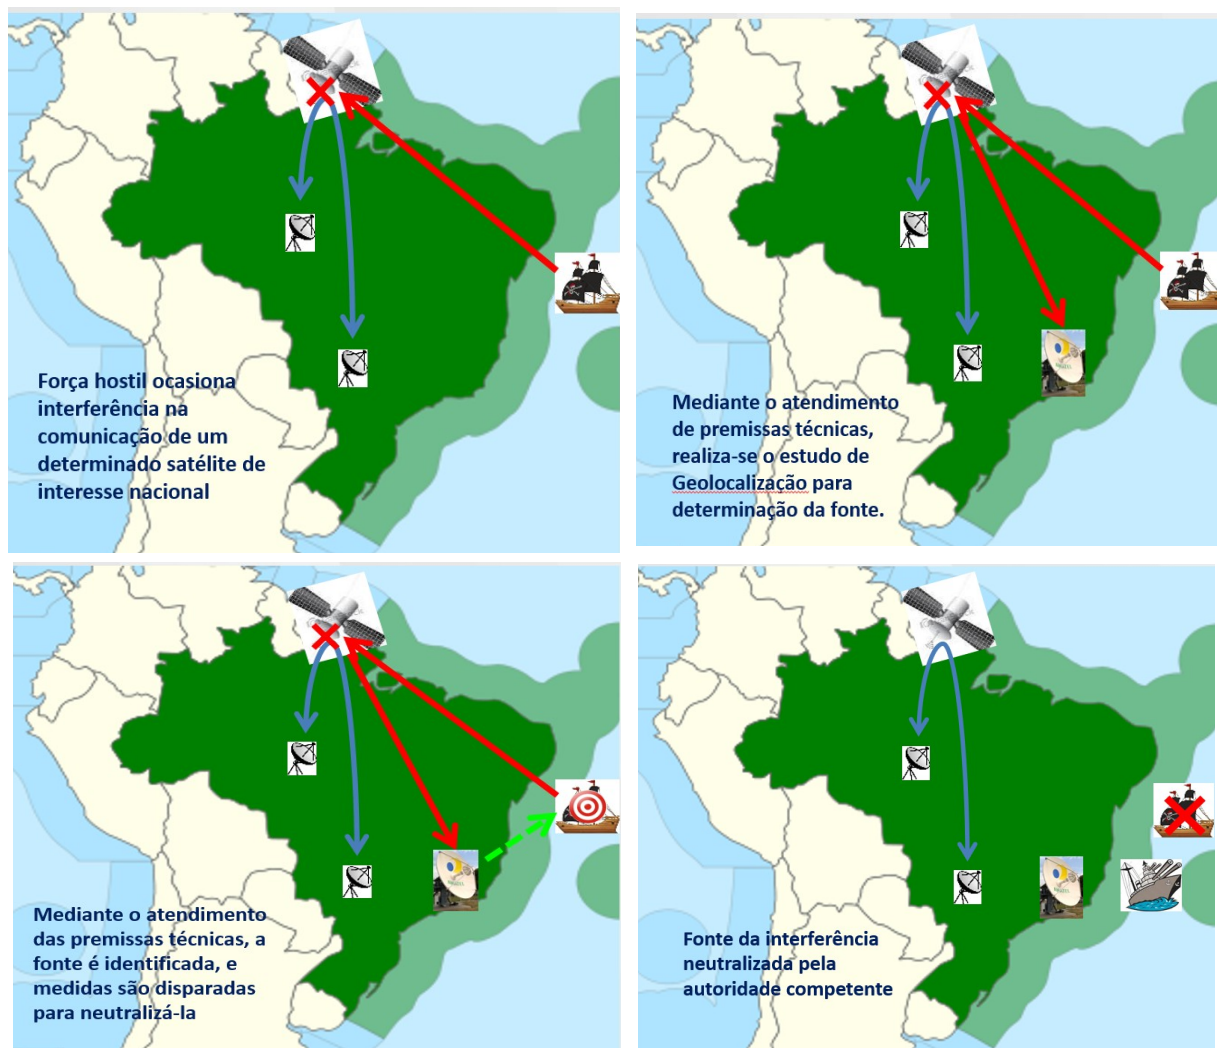 Força hostil ocasiona
interferência na
comunicação de um
determinado satélite de
interesse nacional
Mediante o atendimento
de premissas técnicas,
realiza-se o estudo de
Geolocalização para
determinação da fonte.
Mediante o atendimento
das premissas técnicas, a
fonte é identificada, e
medidas são disparadas
para neutralizá-la
Fonte da interferência
neutralizada pela
autoridade competente